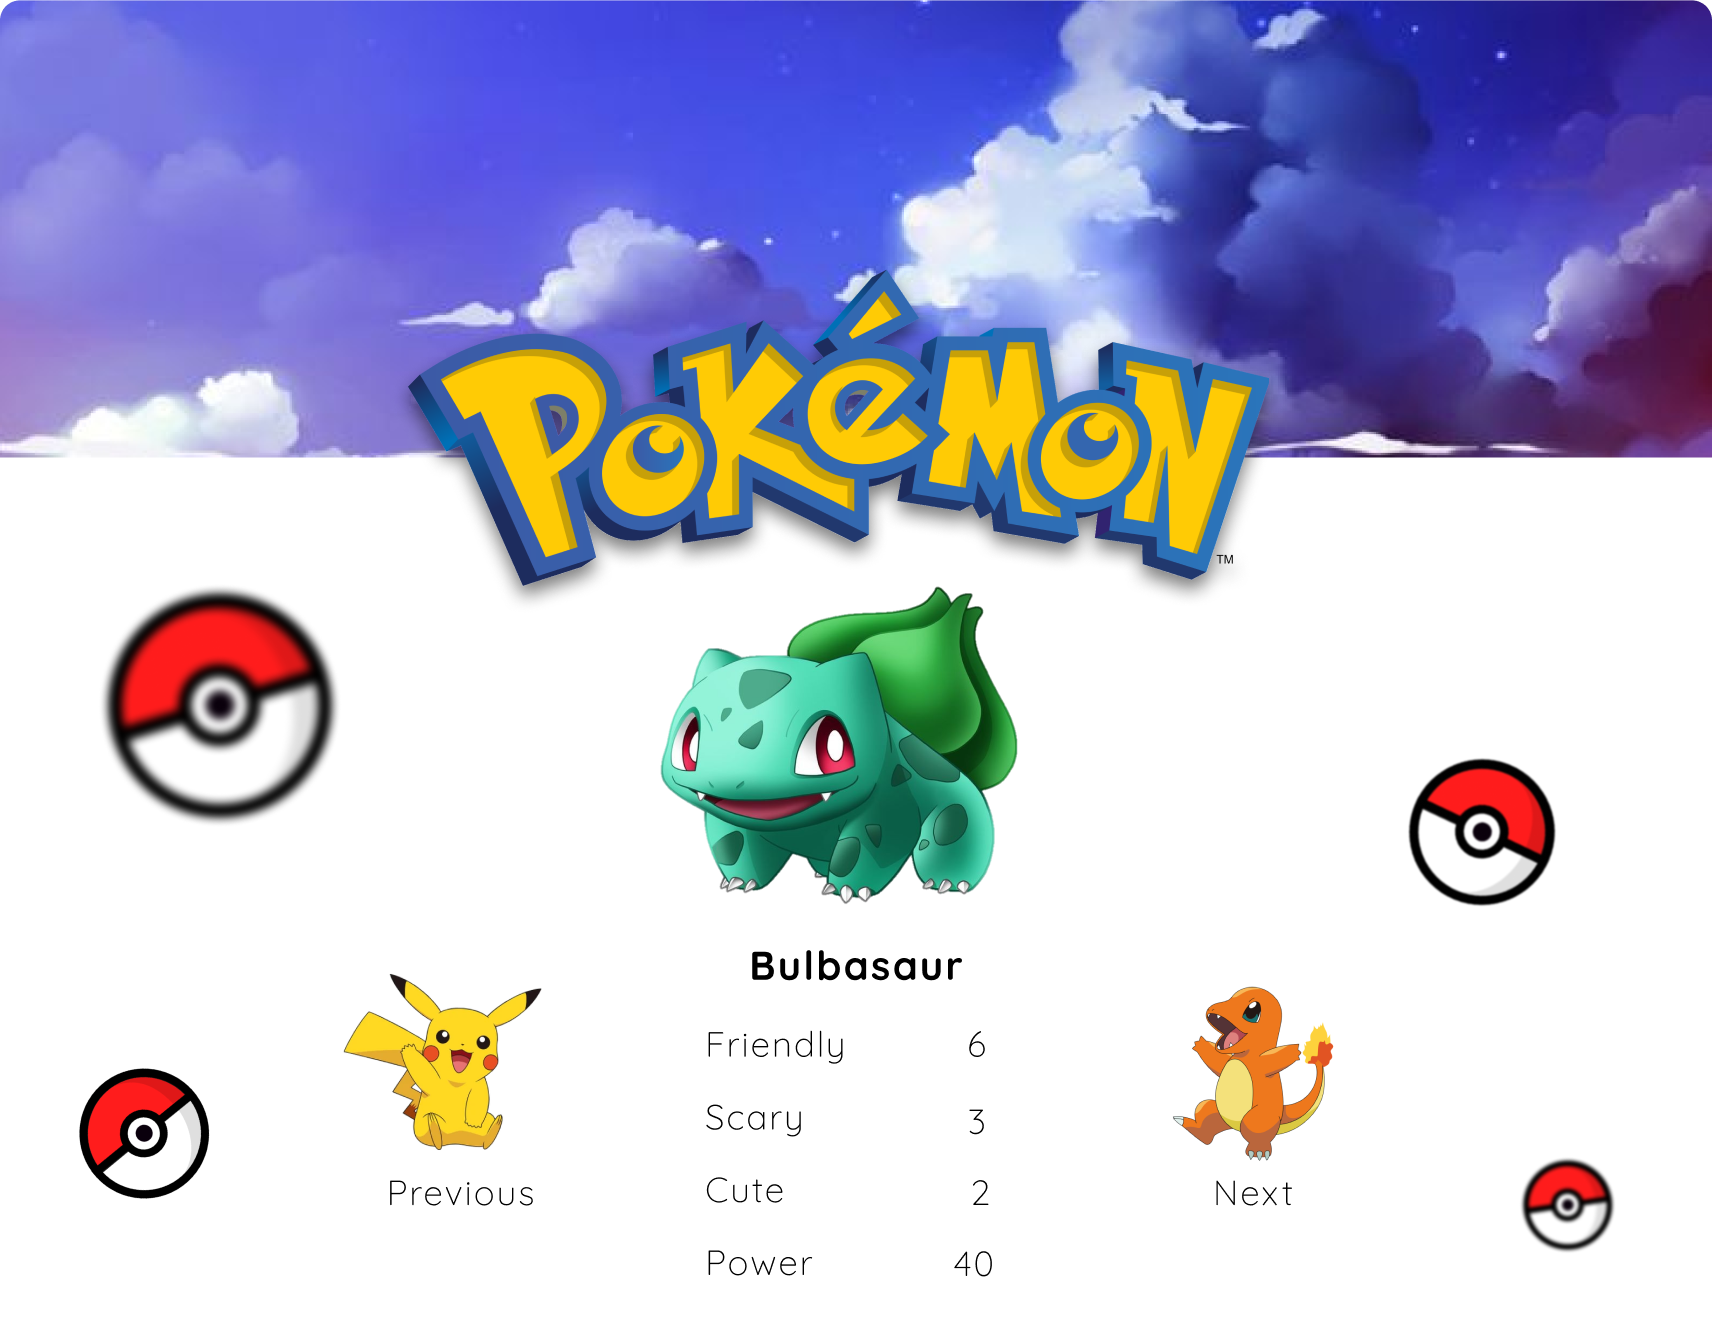 POKéMON
TM
Bulbasaur
Friendly 6
Scary 3
Cute 2
Power 40
Previous
Next